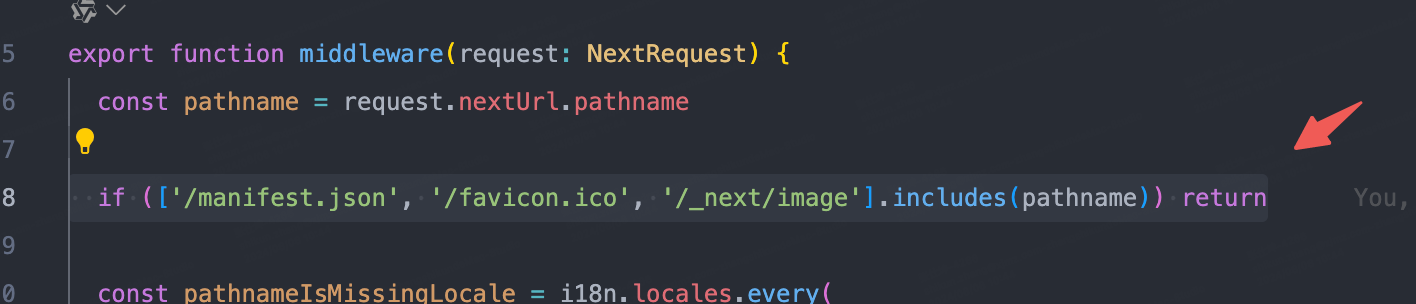 5 export function middleware(request: NextRequest) {
6 const pathname = request.nextUrl.pathname
7
8 if (['/manifest.json', '/favicon.ico', '/_next/image'].includes(pathname)) return You,
9
0 const pathnameIsMissingLocale = i18n.locales.every(